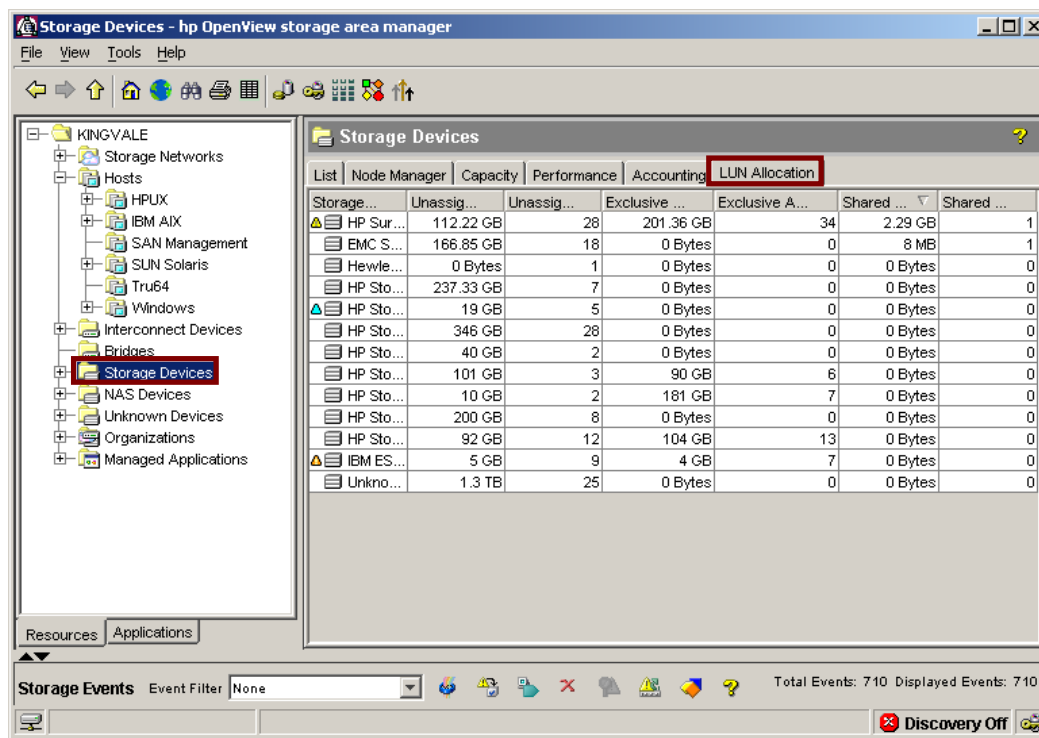 Storage Devices - hp OpenView storage area manager
File View Tools Help
KINGVALE
Storage Networks
Hosts
HPUX
IBM AIX
SAN Management
SUN Solaris
Tru64
Windows
Interconnect Devices
Bridges
Storage Devices
NAS Devices
Unknown Devices
Organizations
Managed Applications
Resources Applications
Storage Devices
List Node Manager Capacity Performance Accounting LUN Allocation
Storage... Unassig... Unassig... Exclusive ... Exclusive A... Shared ... Shared ...
HP Sur... 112.22 GB 28 201.36 GB 34 2.29 GB 1
EMC S... 166.85 GB 18 0 Bytes 0 8 MB 1
Hewle... 0 Bytes 1 0 Bytes 0 0 Bytes 0
HP Sto... 237.33 GB 7 0 Bytes 0 0 Bytes 0
HP Sto... 19 GB 5 0 Bytes 0 0 Bytes 0
HP Sto... 346 GB 28 0 Bytes 0 0 Bytes 0
HP Sto... 40 GB 2 0 Bytes 0 0 Bytes 0
HP Sto... 101 GB 3 90 GB 6 0 Bytes 0
HP Sto... 10 GB 2 181 GB 7 0 Bytes 0
HP Sto... 200 GB 8 0 Bytes 0 0 Bytes 0
HP Sto... 92 GB 12 104 GB 13 0 Bytes 0
IBM ES... 5 GB 9 4 GB 7 0 Bytes 0
Unkno... 1.3 TB 25 0 Bytes 0 0 Bytes 0
Storage Events Event Filter None Total Events: 710 Displayed Events: 710
Discovery Off